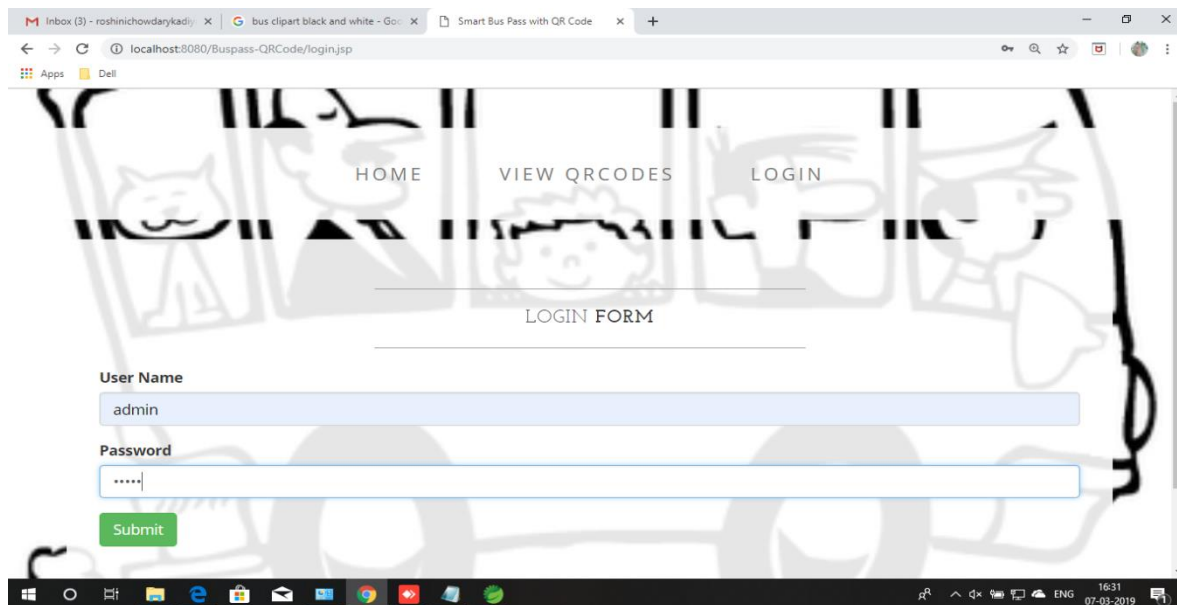 Inbox (3) - roshinichowdarykadiy
bus clipart black and white - Goo
Smart Bus Pass with QR Code
localhost:8080/Buspass-QRCode/login.jsp
Apps Dell
HOME VIEW QRCODES LOGIN
LOGIN FORM
User Name
admin
Password
•••••
Submit
ENG 16:31
07-03-2019